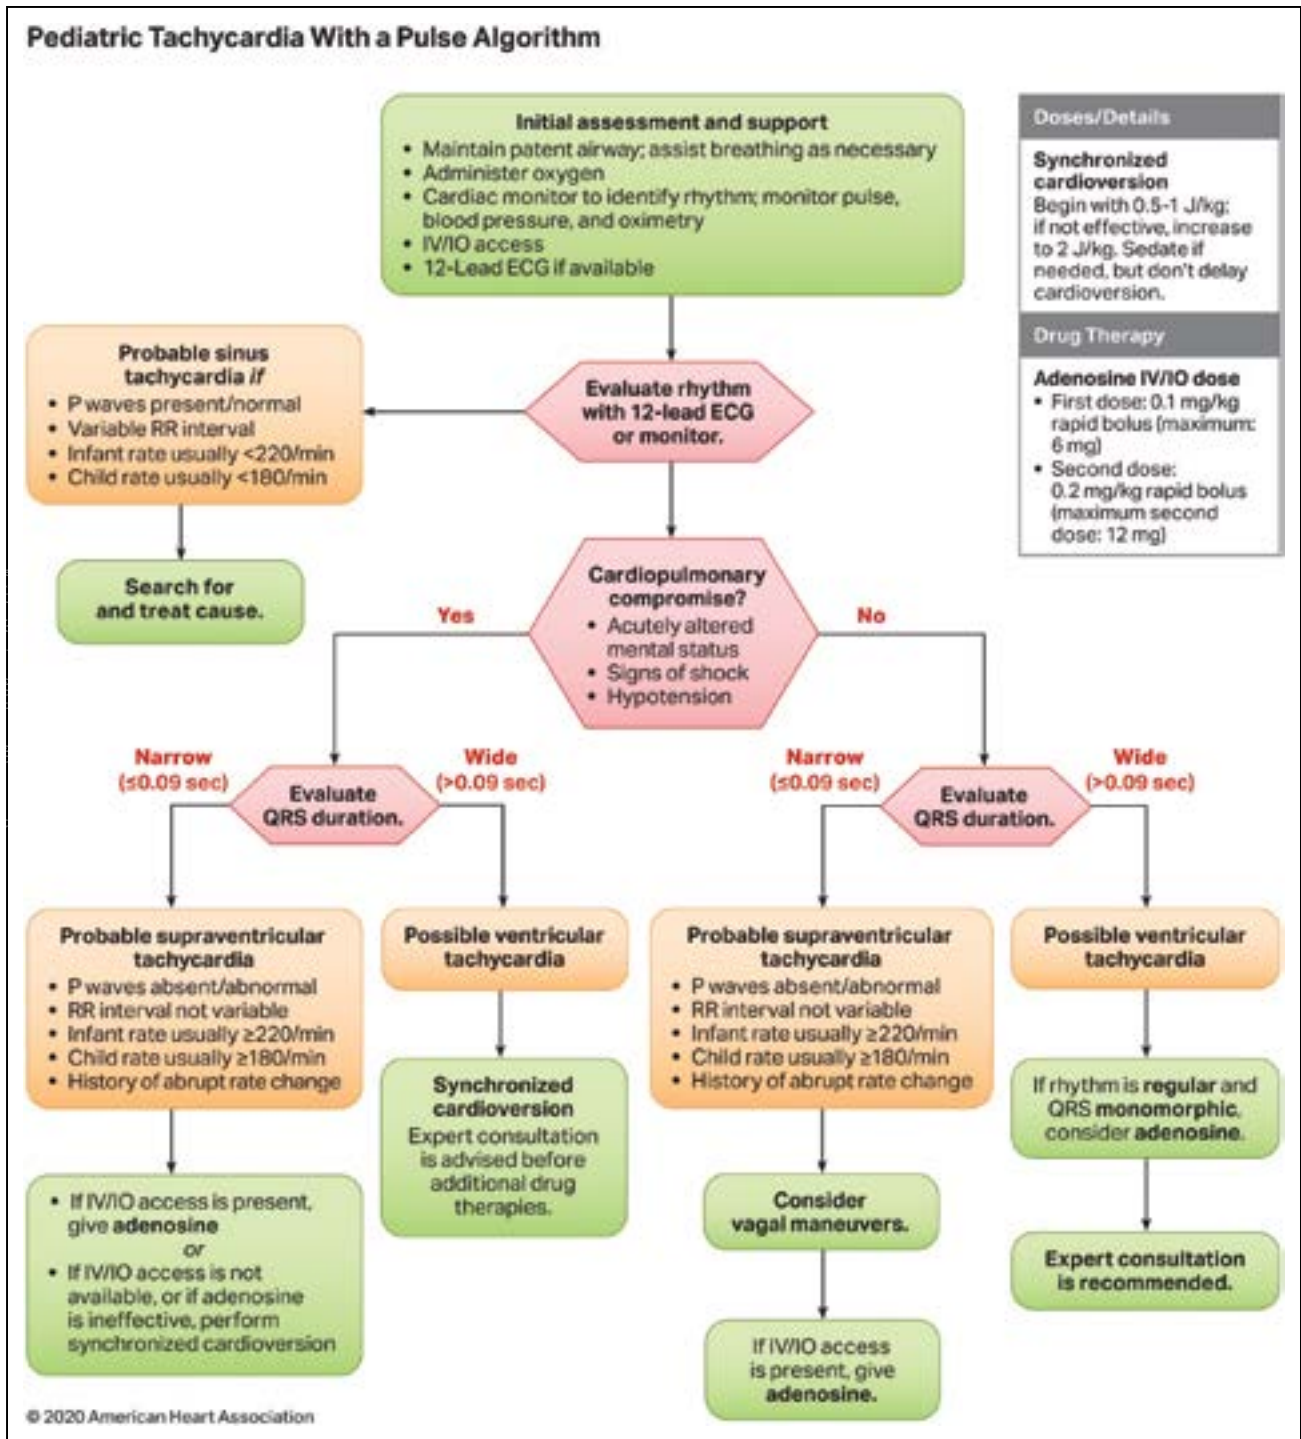 Pediatric Tachycardia With a Pulse Algorithm
Initial assessment and support
• Maintain patent airway; assist breathing as necessary
• Administer oxygen
• Cardiac monitor to identify rhythm; monitor pulse,
blood pressure, and oximetry
• IV/IO access
• 12-Lead ECG if available
Doses/Details
Synchronized
cardioversion
Begin with 0.5-1 J/kg;
if not effective, increase
to 2 J/kg. Sedate if
needed, but don't delay
cardioversion.
Drug Therapy
Adenosine IV/IO dose
• First dose: 0.1 mg/kg
rapid bolus (maximum:
6 mg)
• Second dose:
0.2 mg/kg rapid bolus
(maximum second
dose: 12 mg)
Probable sinus
tachycardia if
• P waves present/normal
• Variable RR interval
• Infant rate usually <220/min
• Child rate usually <180/min
Evaluate rhythm
with 12-lead ECG
or monitor.
Search for
and treat cause.
Cardiopulmonary
compromise?
• Acutely altered
mental status
• Signs of shock
• Hypotension
Yes
No
Narrow
(≤0.09 sec)
Wide
(>0.09 sec)
Evaluate
QRS duration.
Narrow
(≤0.09 sec)
Wide
(>0.09 sec)
Evaluate
QRS duration.
Probable supraventricular
tachycardia
• P waves absent/abnormal
• RR interval not variable
• Infant rate usually ≥220/min
• Child rate usually ≥180/min
• History of abrupt rate change
Possible ventricular
tachycardia
Probable supraventricular
tachycardia
• P waves absent/abnormal
• RR interval not variable
• Infant rate usually ≥220/min
• Child rate usually ≥180/min
• History of abrupt rate change
Possible ventricular
tachycardia
• If IV/IO access is present,
give adenosine
or
• If IV/IO access is not
available, or if adenosine
is ineffective, perform
synchronized cardioversion
Synchronized
cardioversion
Expert consultation
is advised before
additional drug
therapies.
Consider
vagal maneuvers.
If IV/IO access
is present, give
adenosine.
If rhythm is regular and
QRS monomorphic,
consider adenosine.
Expert consultation
is recommended.
© 2020 American Heart Association